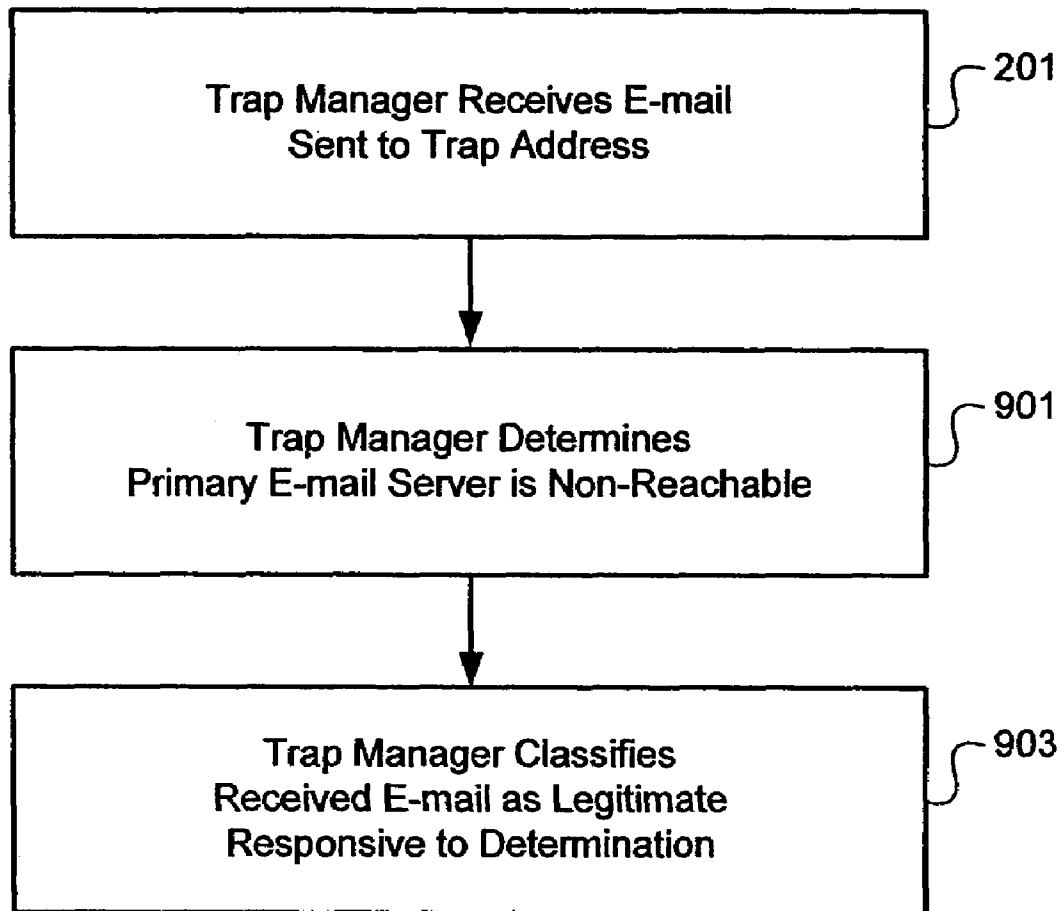 Trap Manager Receives E-mail
Sent to Trap Address
201
Trap Manager Determines
Primary E-mail Server is Non-Reachable
901
Trap Manager Classifies
Received E-mail as Legitimate
Responsive to Determination
903